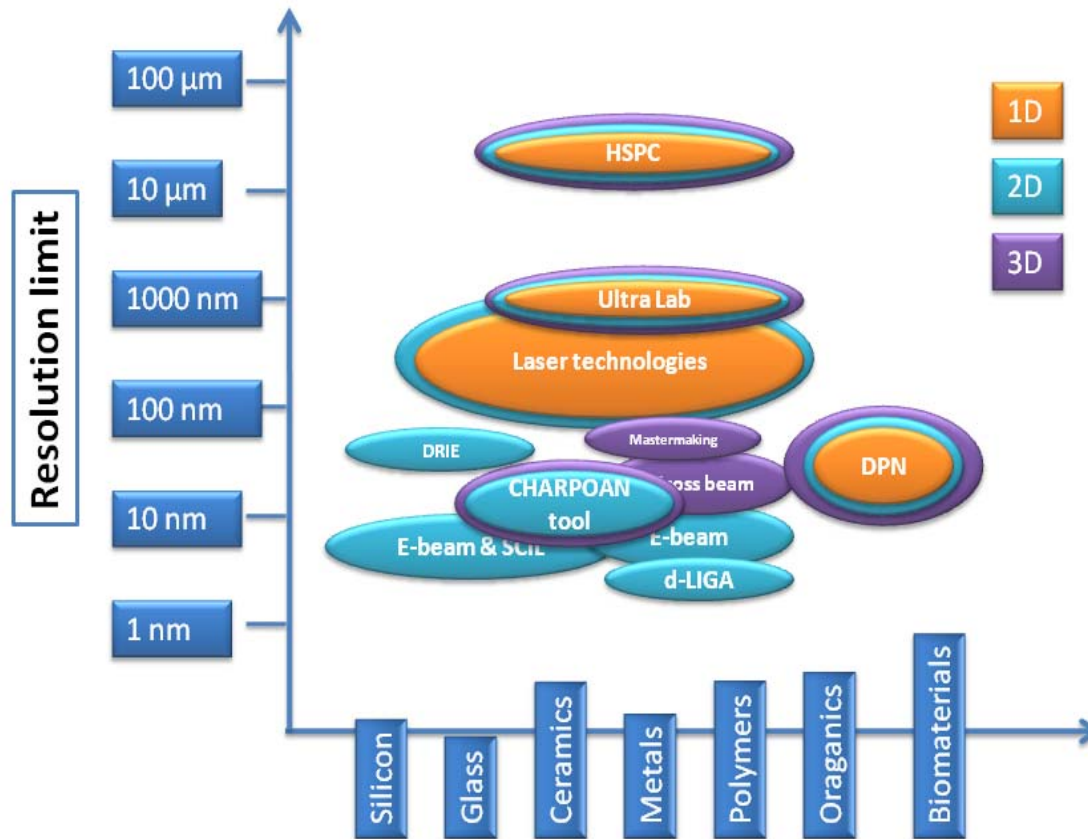 100 µm
10 µm
1000 nm
100 nm
10 nm
1 nm
Resolution limit
1D
2D
3D
HSPC
Ultra Lab
Laser technologies
DRIE
Mastermaking
DPN
CHARPOAN
tool
ross beam
E-beam & SCIL
E-beam
d-LIGA
Silicon
Glass
Ceramics
Metals
Polymers
Oraganics
Biomaterials